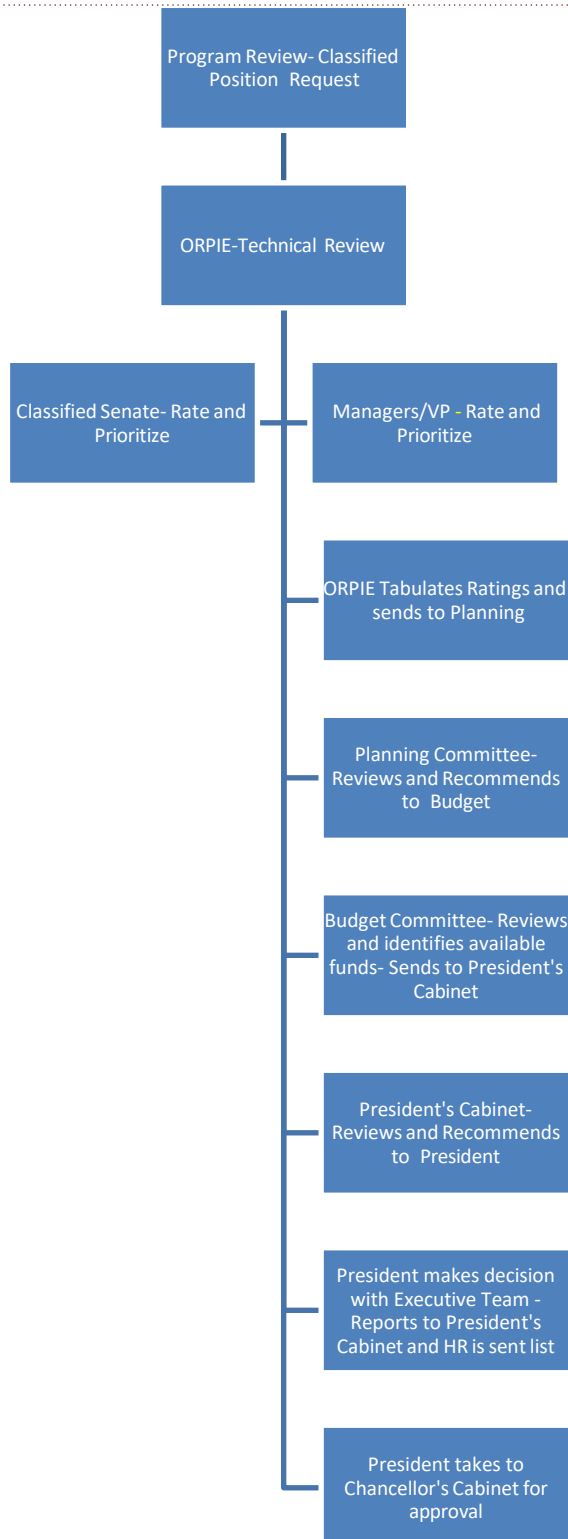 Program Review- Classified
Position Request
ORPIE-Technical Review
Classified Senate- Rate and
Prioritize
Managers/VP - Rate and
Prioritize
ORPIE Tabulates Ratings and
sends to Planning
Planning Committee-
Reviews and Recommends
to Budget
Budget Committee- Reviews
and identifies available
funds- Sends to President's
Cabinet
President's Cabinet-
Reviews and Recommends
to President
President makes decision
with Executive Team -
Reports to President's
Cabinet and HR is sent list
President takes to
Chancellor's Cabinet for
approval